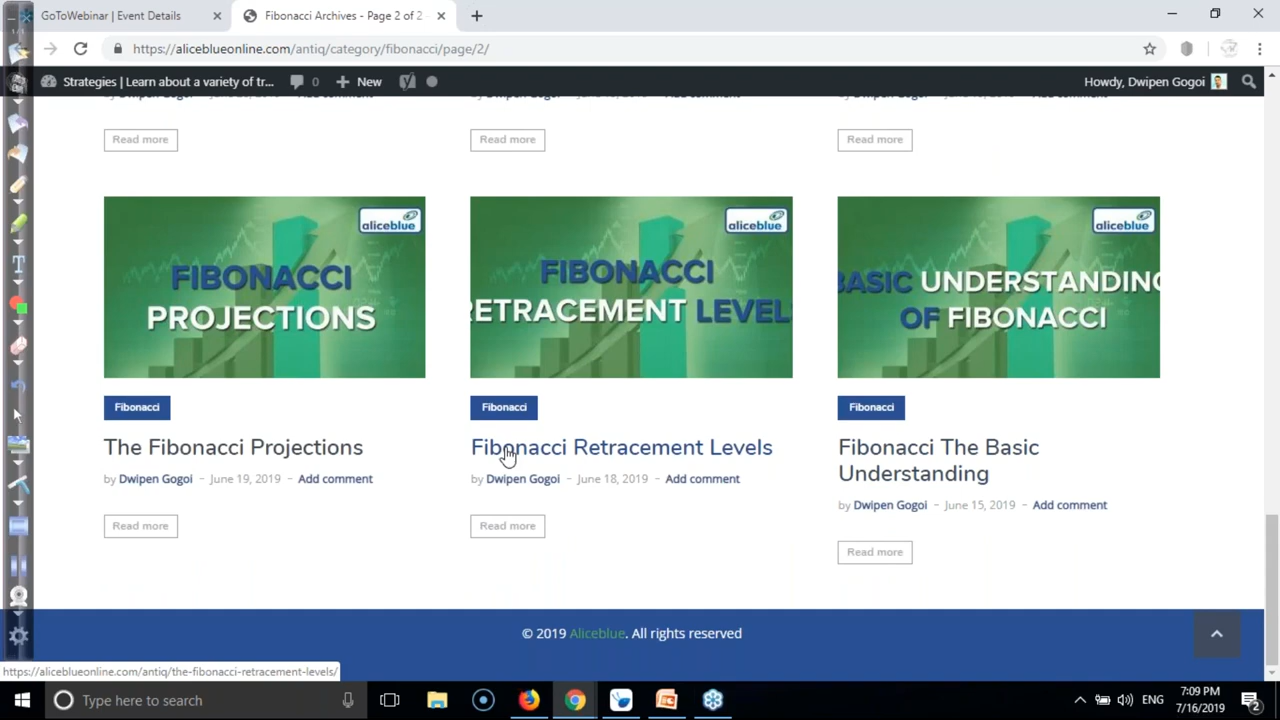 GoToWebinar | Event Details
Fibonacci Archives - Page 2 of 2 -
https://aliceblueonline.com/antiq/category/fibonacci/page/2/
Strategies | Learn about a variety of tr... 0 New Howdy, Dwipen Gogoi
Read more Read more Read more
aliceblue
FIBONACCI
PROJECTIONS
aliceblue
FIBONACCI
RETRACEMENT LEVEL
aliceblue
BASIC UNDERSTANDING
OF FIBONACCI
Fibonacci
The Fibonacci Projections
by Dwipen Gogoi - June 19, 2019 - Add comment
Read more
Fibonacci
Fibonacci Retracement Levels
by Dwipen Gogoi - June 18, 2019 - Add comment
Read more
Fibonacci
Fibonacci The Basic
Understanding
by Dwipen Gogoi - June 15, 2019 - Add comment
Read more
© 2019 Aliceblue. All rights reserved
https://aliceblueonline.com/antiq/the-fibonacci-retracement-levels/
Type here to search
ENG
7:09 PM
7/16/2019
2